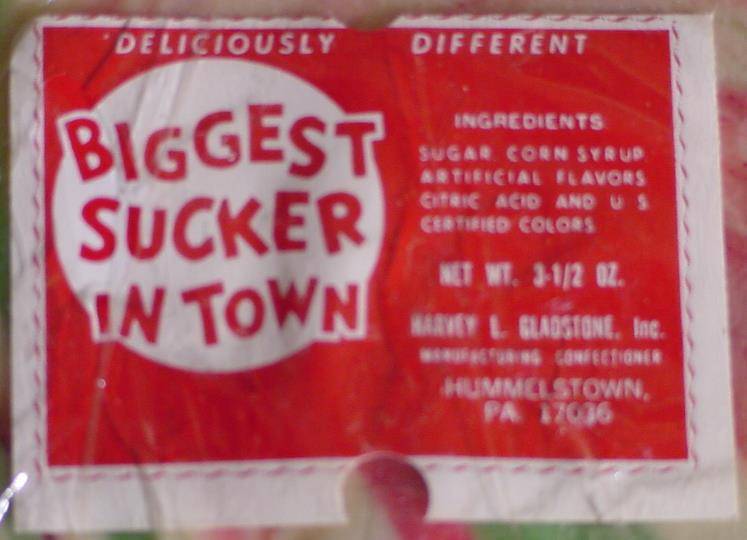 DELICIOUSLY DIFFERENT
BIGGEST
SUCKER
IN TOWN
INGREDIENTS
SUGAR, CORN SYRUP,
ARTIFICIAL FLAVORS
CITRIC ACID AND U S
CERTIFIED COLORS
NET WT. 3-1/2 OZ.
HARVEY L. GLADSTONE, Inc.
MANUFACTURING CONFECTIONER
HUMMELSTOWN,
PA. 17036